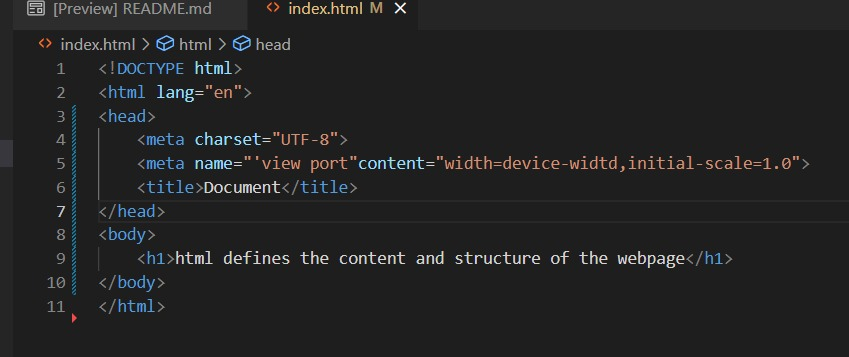 [Preview] README.md
index.html M
index.html > html > head
1 <!DOCTYPE html>
2 <html lang="en">
3 <head>
4 <meta charset="UTF-8">
5 <meta name="'view port"content="width=device-widtd,initial-scale=1.0">
6 <title>Document</title>
7 </head>
8 <body>
9 <h1>html defines the content and structure of the webpage</h1>
10 </body>
11 </html>